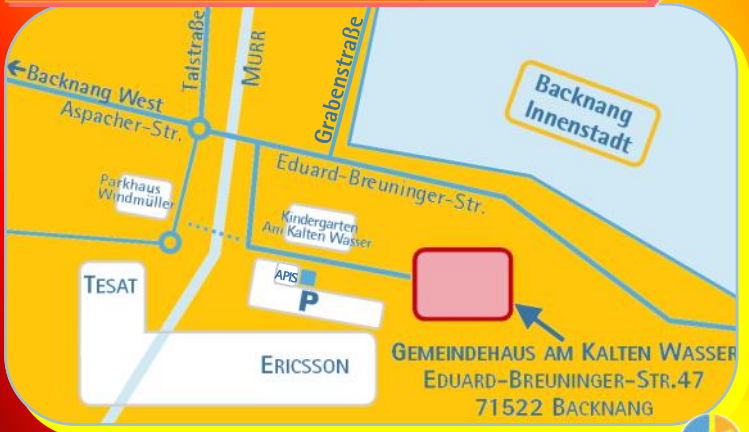 Talstraße
MURR
Grabenstraße
←Backnang West
Aspacher-Str.
Backnang
Innenstadt
Eduard-Breuninger-Str.
Parkhaus
Windmüller
Kindergarten
Am Kalten Wasser
TESAT
APIS
P
ERICSSON
GEMEINDEHAUS AM KALTEN WASSER
EDUARD-BREUNINGER-STR.47
71522 BACKNANG